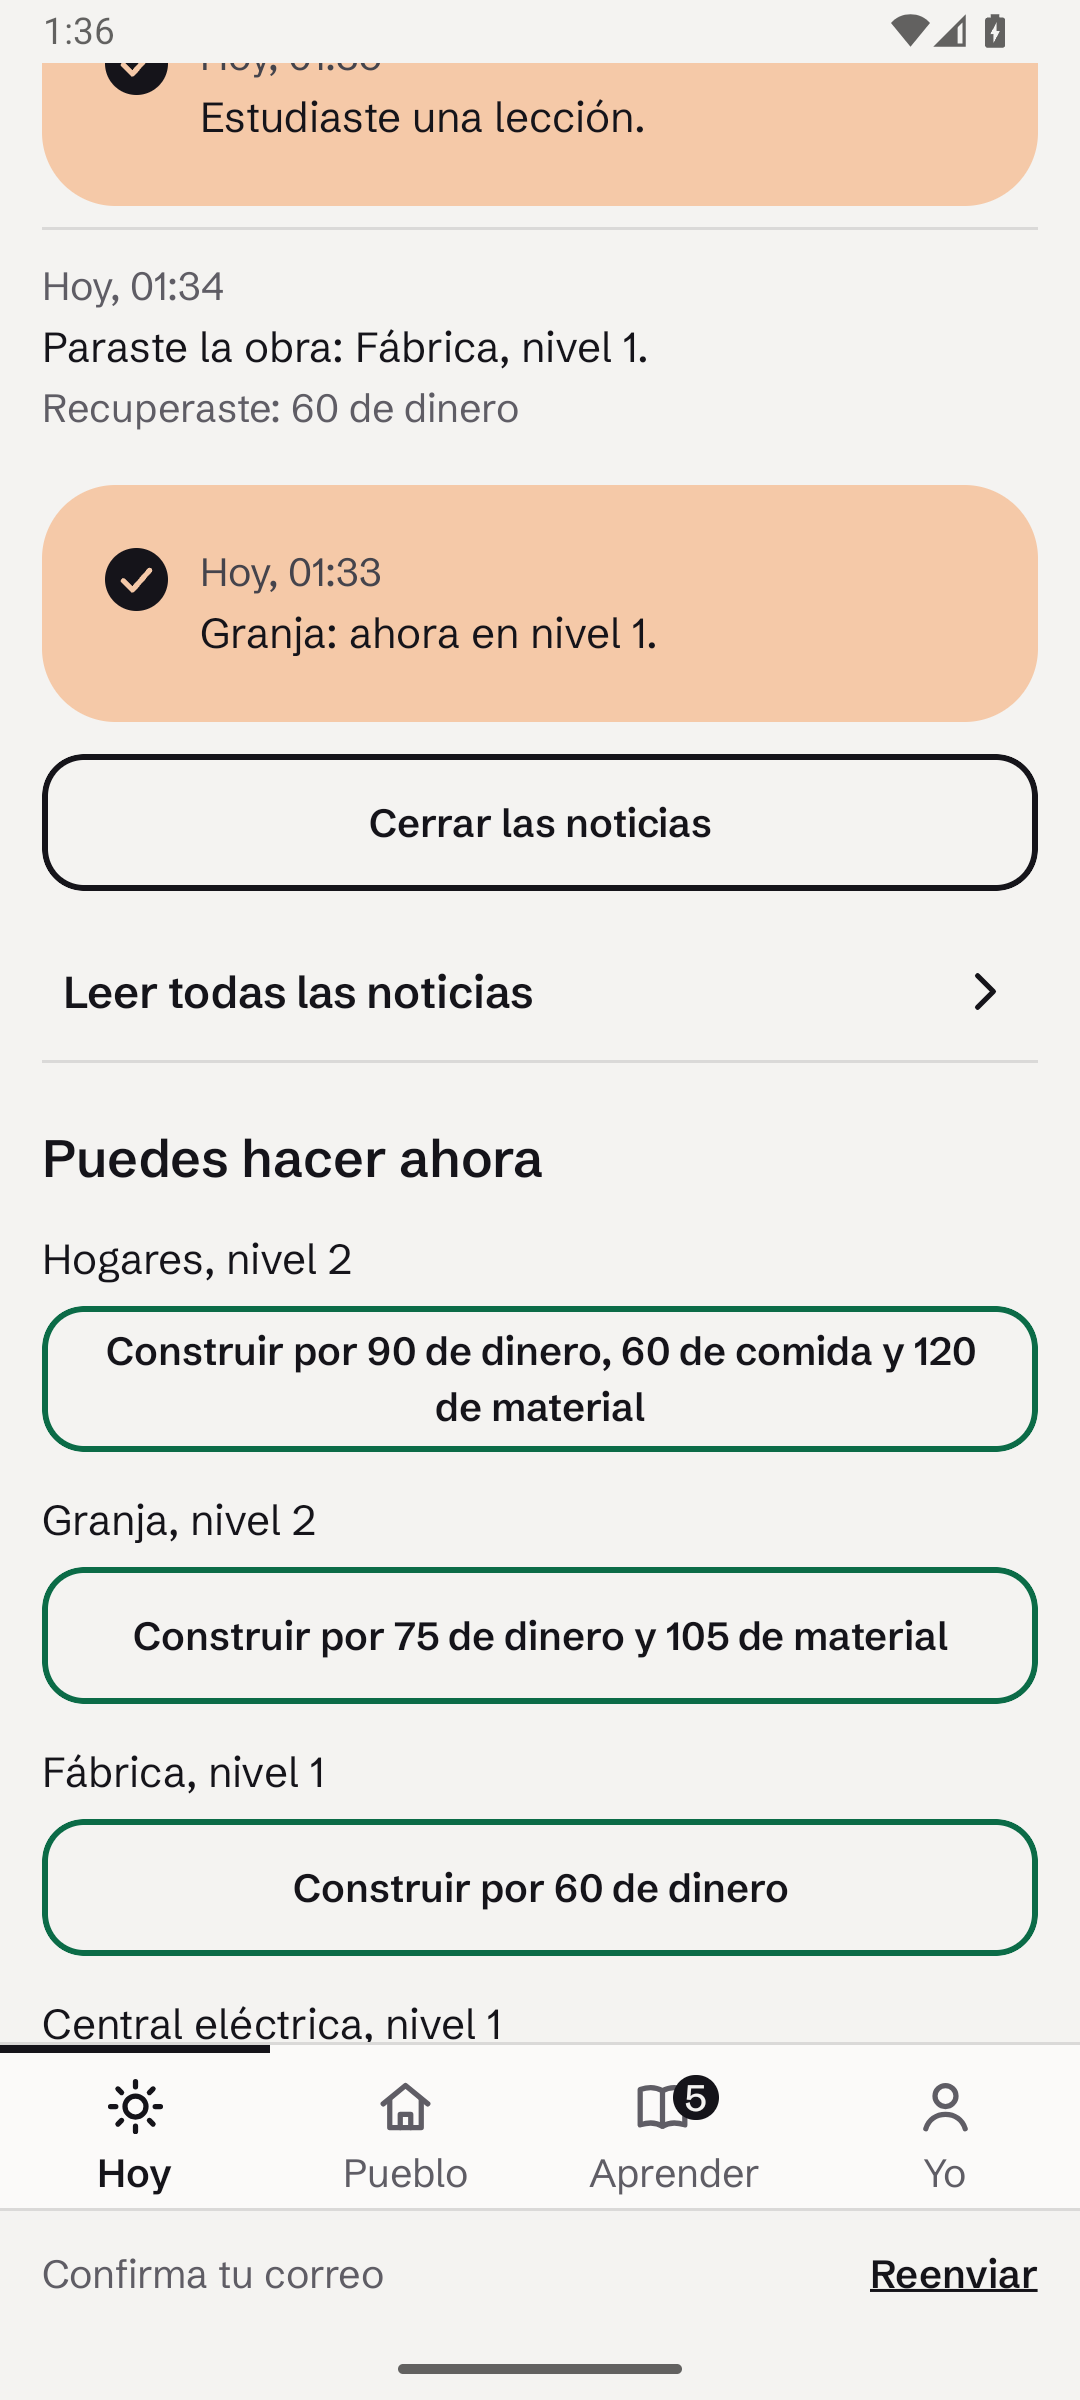 1:36
Estudiaste una lección.
Hoy, 01:34
Paraste la obra: Fábrica, nivel 1.
Recuperaste: 60 de dinero
Hoy, 01:33
Granja: ahora en nivel 1.
Cerrar las noticias
Leer todas las noticias
Puedes hacer ahora
Hogares, nivel 2
Construir por 90 de dinero, 60 de comida y 120
de material
Granja, nivel 2
Construir por 75 de dinero y 105 de material
Fábrica, nivel 1
Construir por 60 de dinero
Central eléctrica, nivel 1
5
Hoy
Pueblo
Aprender
Yo
Confirma tu correo
Reenviar